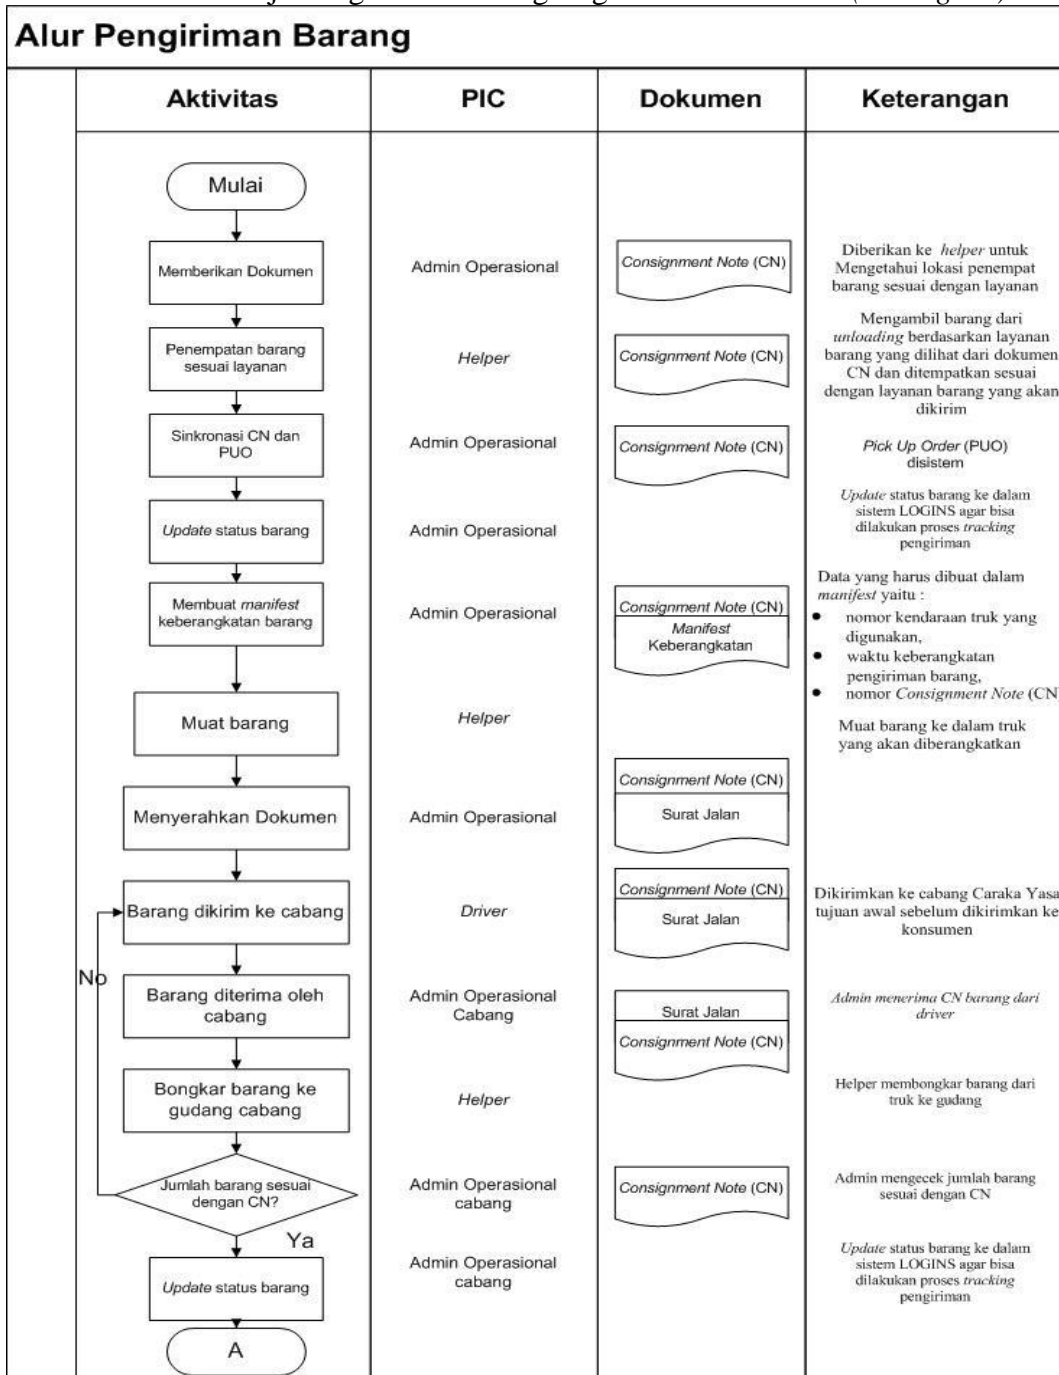 Alur Pengiriman Barang
Aktivitas
PIC
Dokumen
Keterangan
Mulai
Memberikan Dokumen
Admin Operasional
Consignment Note (CN)
Diberikan ke helper untuk
Mengetahui lokasi penempat
barang sesuai dengan layanan
Penempatan barang
sesuai layanan
Helper
Consignment Note (CN)
Mengambil barang dari
unloading berdasarkan layanan
barang yang dilihat dari dokumen
CN dan ditempatkan sesuai
dengan layanan barang yang akan
dikirim
Sinkronasi CN dan
PUO
Admin Operasional
Consignment Note (CN)
Pick Up Order (PUO)
disistem
Update status barang
Admin Operasional
Update status barang ke dalam
sistem LOGINS agar bisa
dilakukan proses tracking
pengiriman
Membuat manifest
keberangkatan barang
Admin Operasional
Consignment Note (CN)
Manifest
Keberangkatan
Data yang harus dibuat dalam
manifest yaitu :
• nomor kendaraan truk yang
digunakan,
• waktu keberangkatan
pengiriman barang,
• nomor Consignment Note (CN)
Muat barang
Helper
Muat barang ke dalam truk
yang akan diberangkatkan
Menyerahkan Dokumen
Admin Operasional
Consignment Note (CN)
Surat Jalan
Barang dikirim ke cabang
Driver
Consignment Note (CN)
Surat Jalan
Dikirimkan ke cabang Caraka Yasa
tujuan awal sebelum dikirimkan ke
konsumen
No
Barang diterima oleh
cabang
Admin Operasional
Cabang
Surat Jalan
Consignment Note (CN)
Admin menerima CN barang dari
driver
Bongkar barang ke
gudang cabang
Helper
Helper membongkar barang dari
truk ke gudang
Jumlah barang sesuai
dengan CN?
Admin Operasional
cabang
Consignment Note (CN)
Admin mengecek jumlah barang
sesuai dengan CN
Ya
Update status barang
Admin Operasional
cabang
Update status barang ke dalam
sistem LOGINS agar bisa
dilakukan proses tracking
pengiriman
A